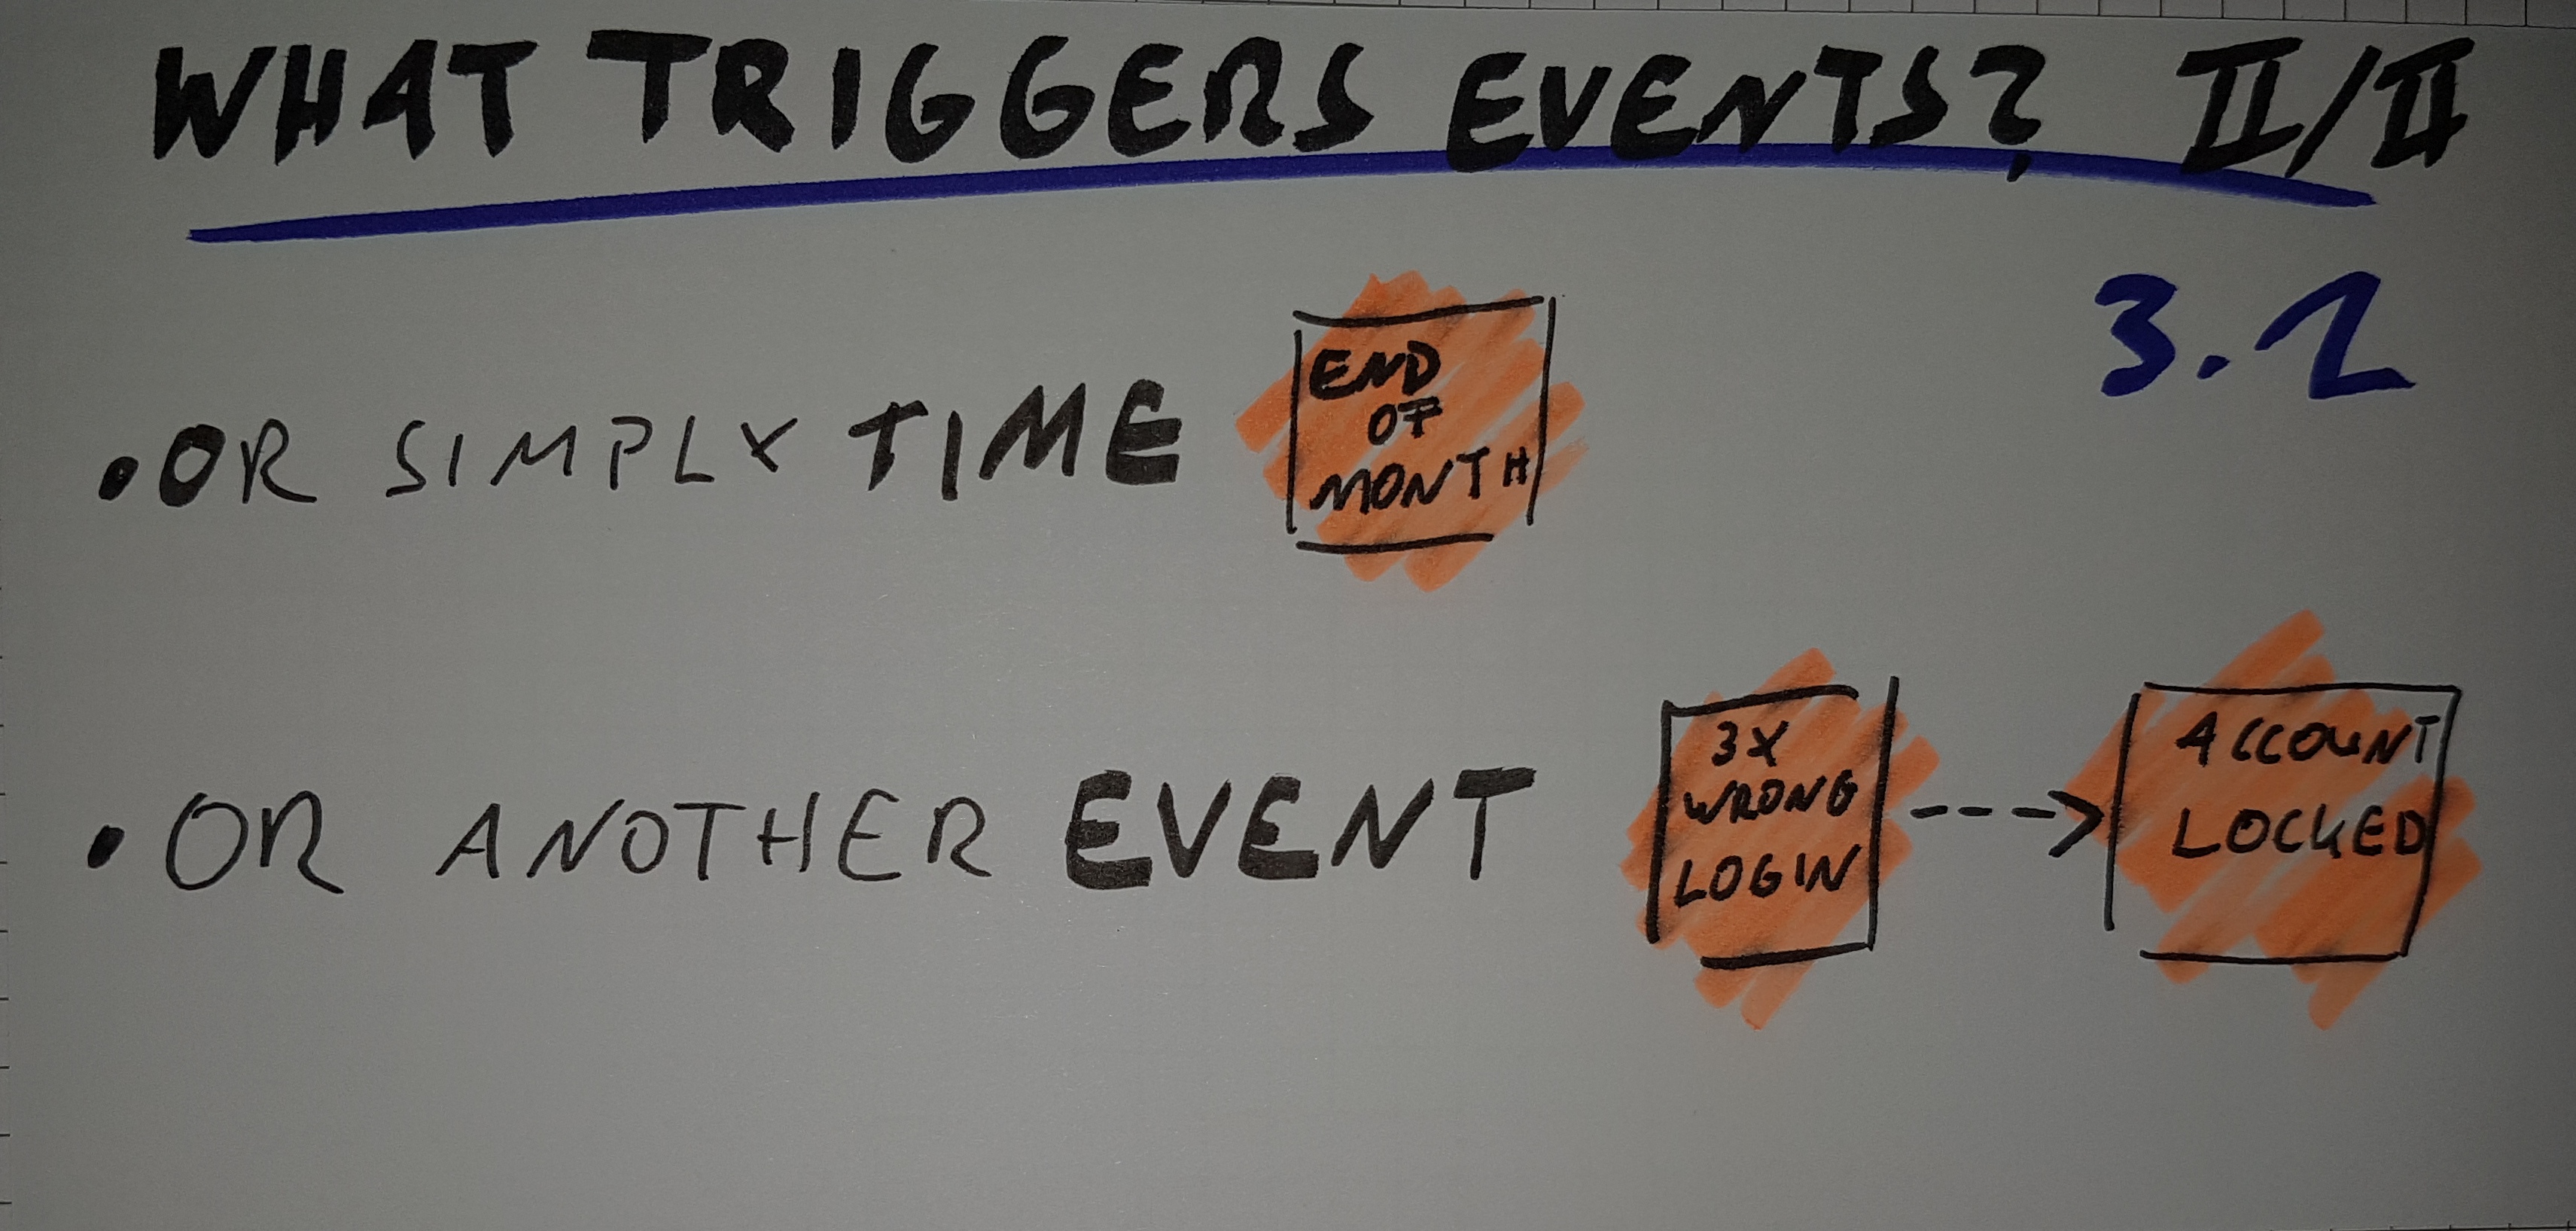 WHAT TRIGGERS EVENTS? II/II
3.2
• OR SIMPLY TIME
END
OF
MONTH
• OR ANOTHER EVENT
3X
WRONG
LOGIN
ACCOUNT
LOCKED